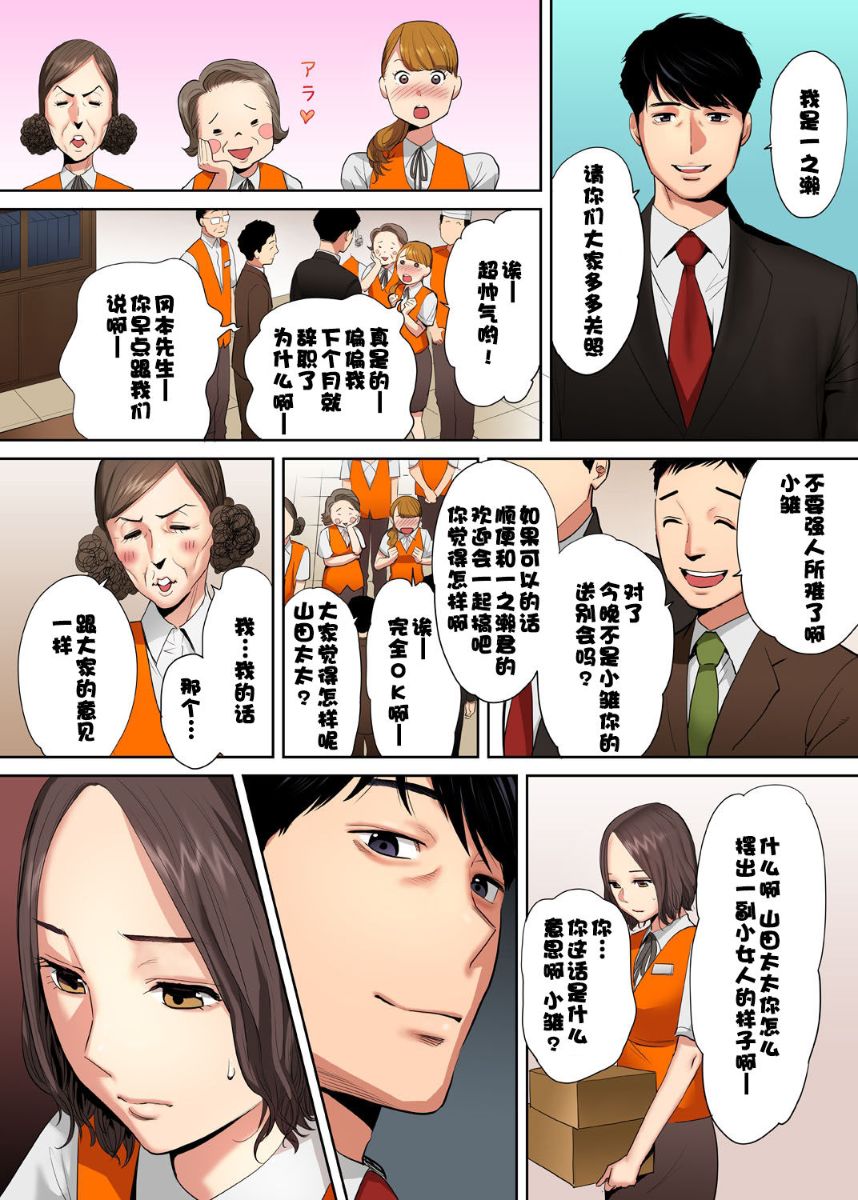 我是一之濑
请你们大家多多关照
アラ♥
诶ー
超帅气哟！
真是的ー
偏偏我
下个月就
辞职了
为什么啊ー
冈本先生ー
你早点跟我们
说啊ー
不要强人所难了啊
小雏
对了
今晚不是小雏你的
送别会吗？
如果可以的话
顺便和一之濑君的
欢迎会一起搞吧
你觉得怎样啊
诶ー
完全OK啊ー
大家觉得怎样呢
山田太太？
我…我的话
那个…
跟大家的意见
一样
什么啊 山田太太你怎么
摆出一副小女人的样子啊ー
你…
你这话是什么
意思啊 小雏？